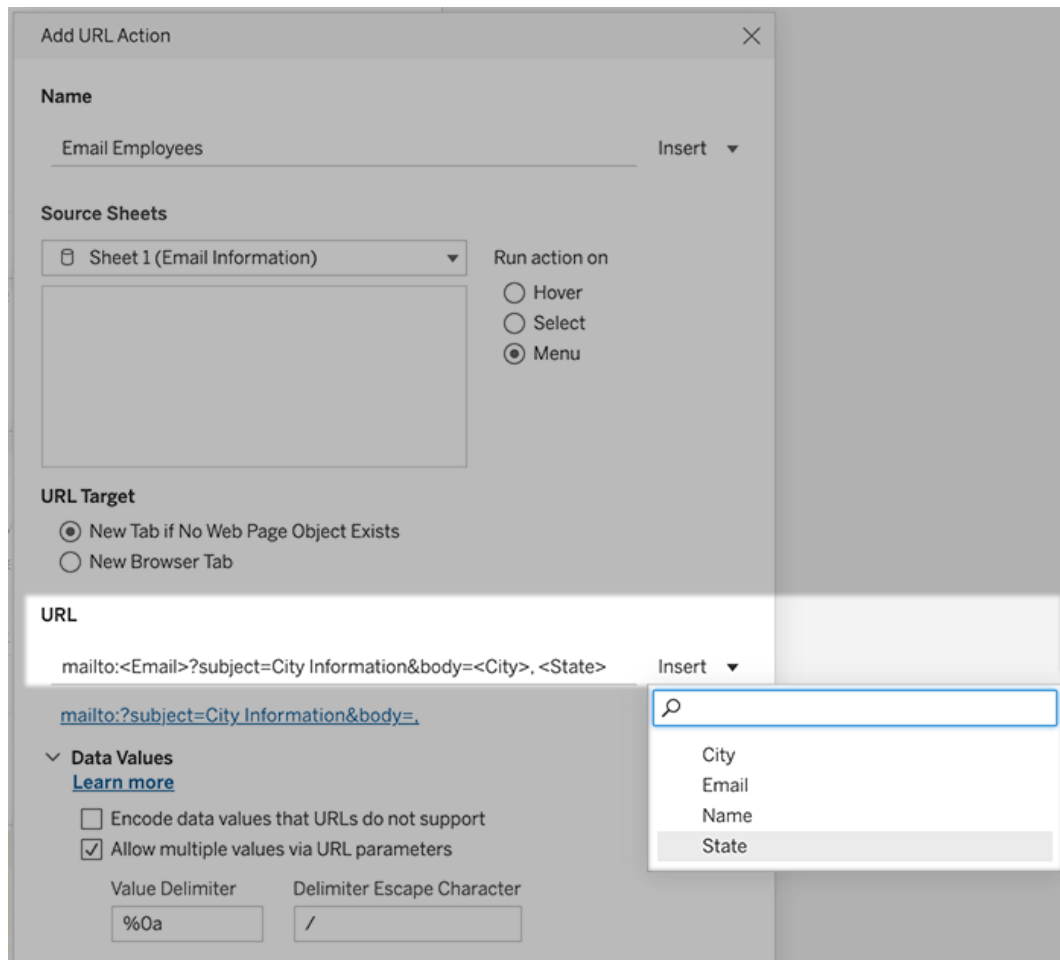 Add URL Action
Name
Email Employees Insert
Source Sheets
Sheet 1 (Email Information) Run action on
Hover
Select
Menu
URL Target
New Tab if No Web Page Object Exists
New Browser Tab
URL
mailto:<Email>?subject=City Information&body=<City>, <State> Insert
mailto:?subject=City Information&body=,
City
Email
Name
State
Data Values
Learn more
Encode data values that URLs do not support
Allow multiple values via URL parameters
Value Delimiter Delimiter Escape Character
%0a /